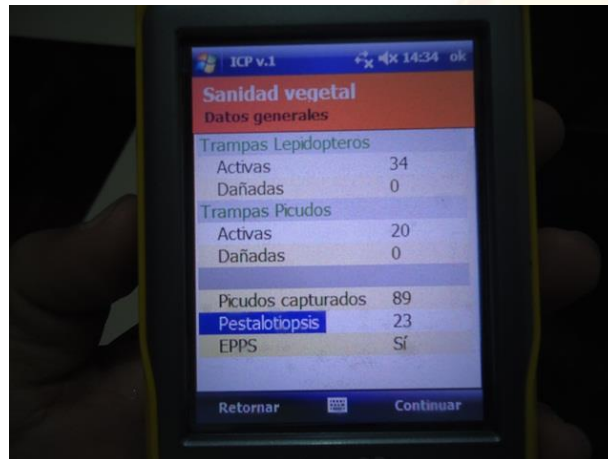 ICP v.1 14:34 ok
Sanidad vegetal
Datos generales
Trampas Lepidopteros
Activas 34
Dañadas 0
Trampas Picudos
Activas 20
Dañadas 0
Picudos capturados 89
Pestalotiopsis 23
EPPS Sí
Retornar Continuar